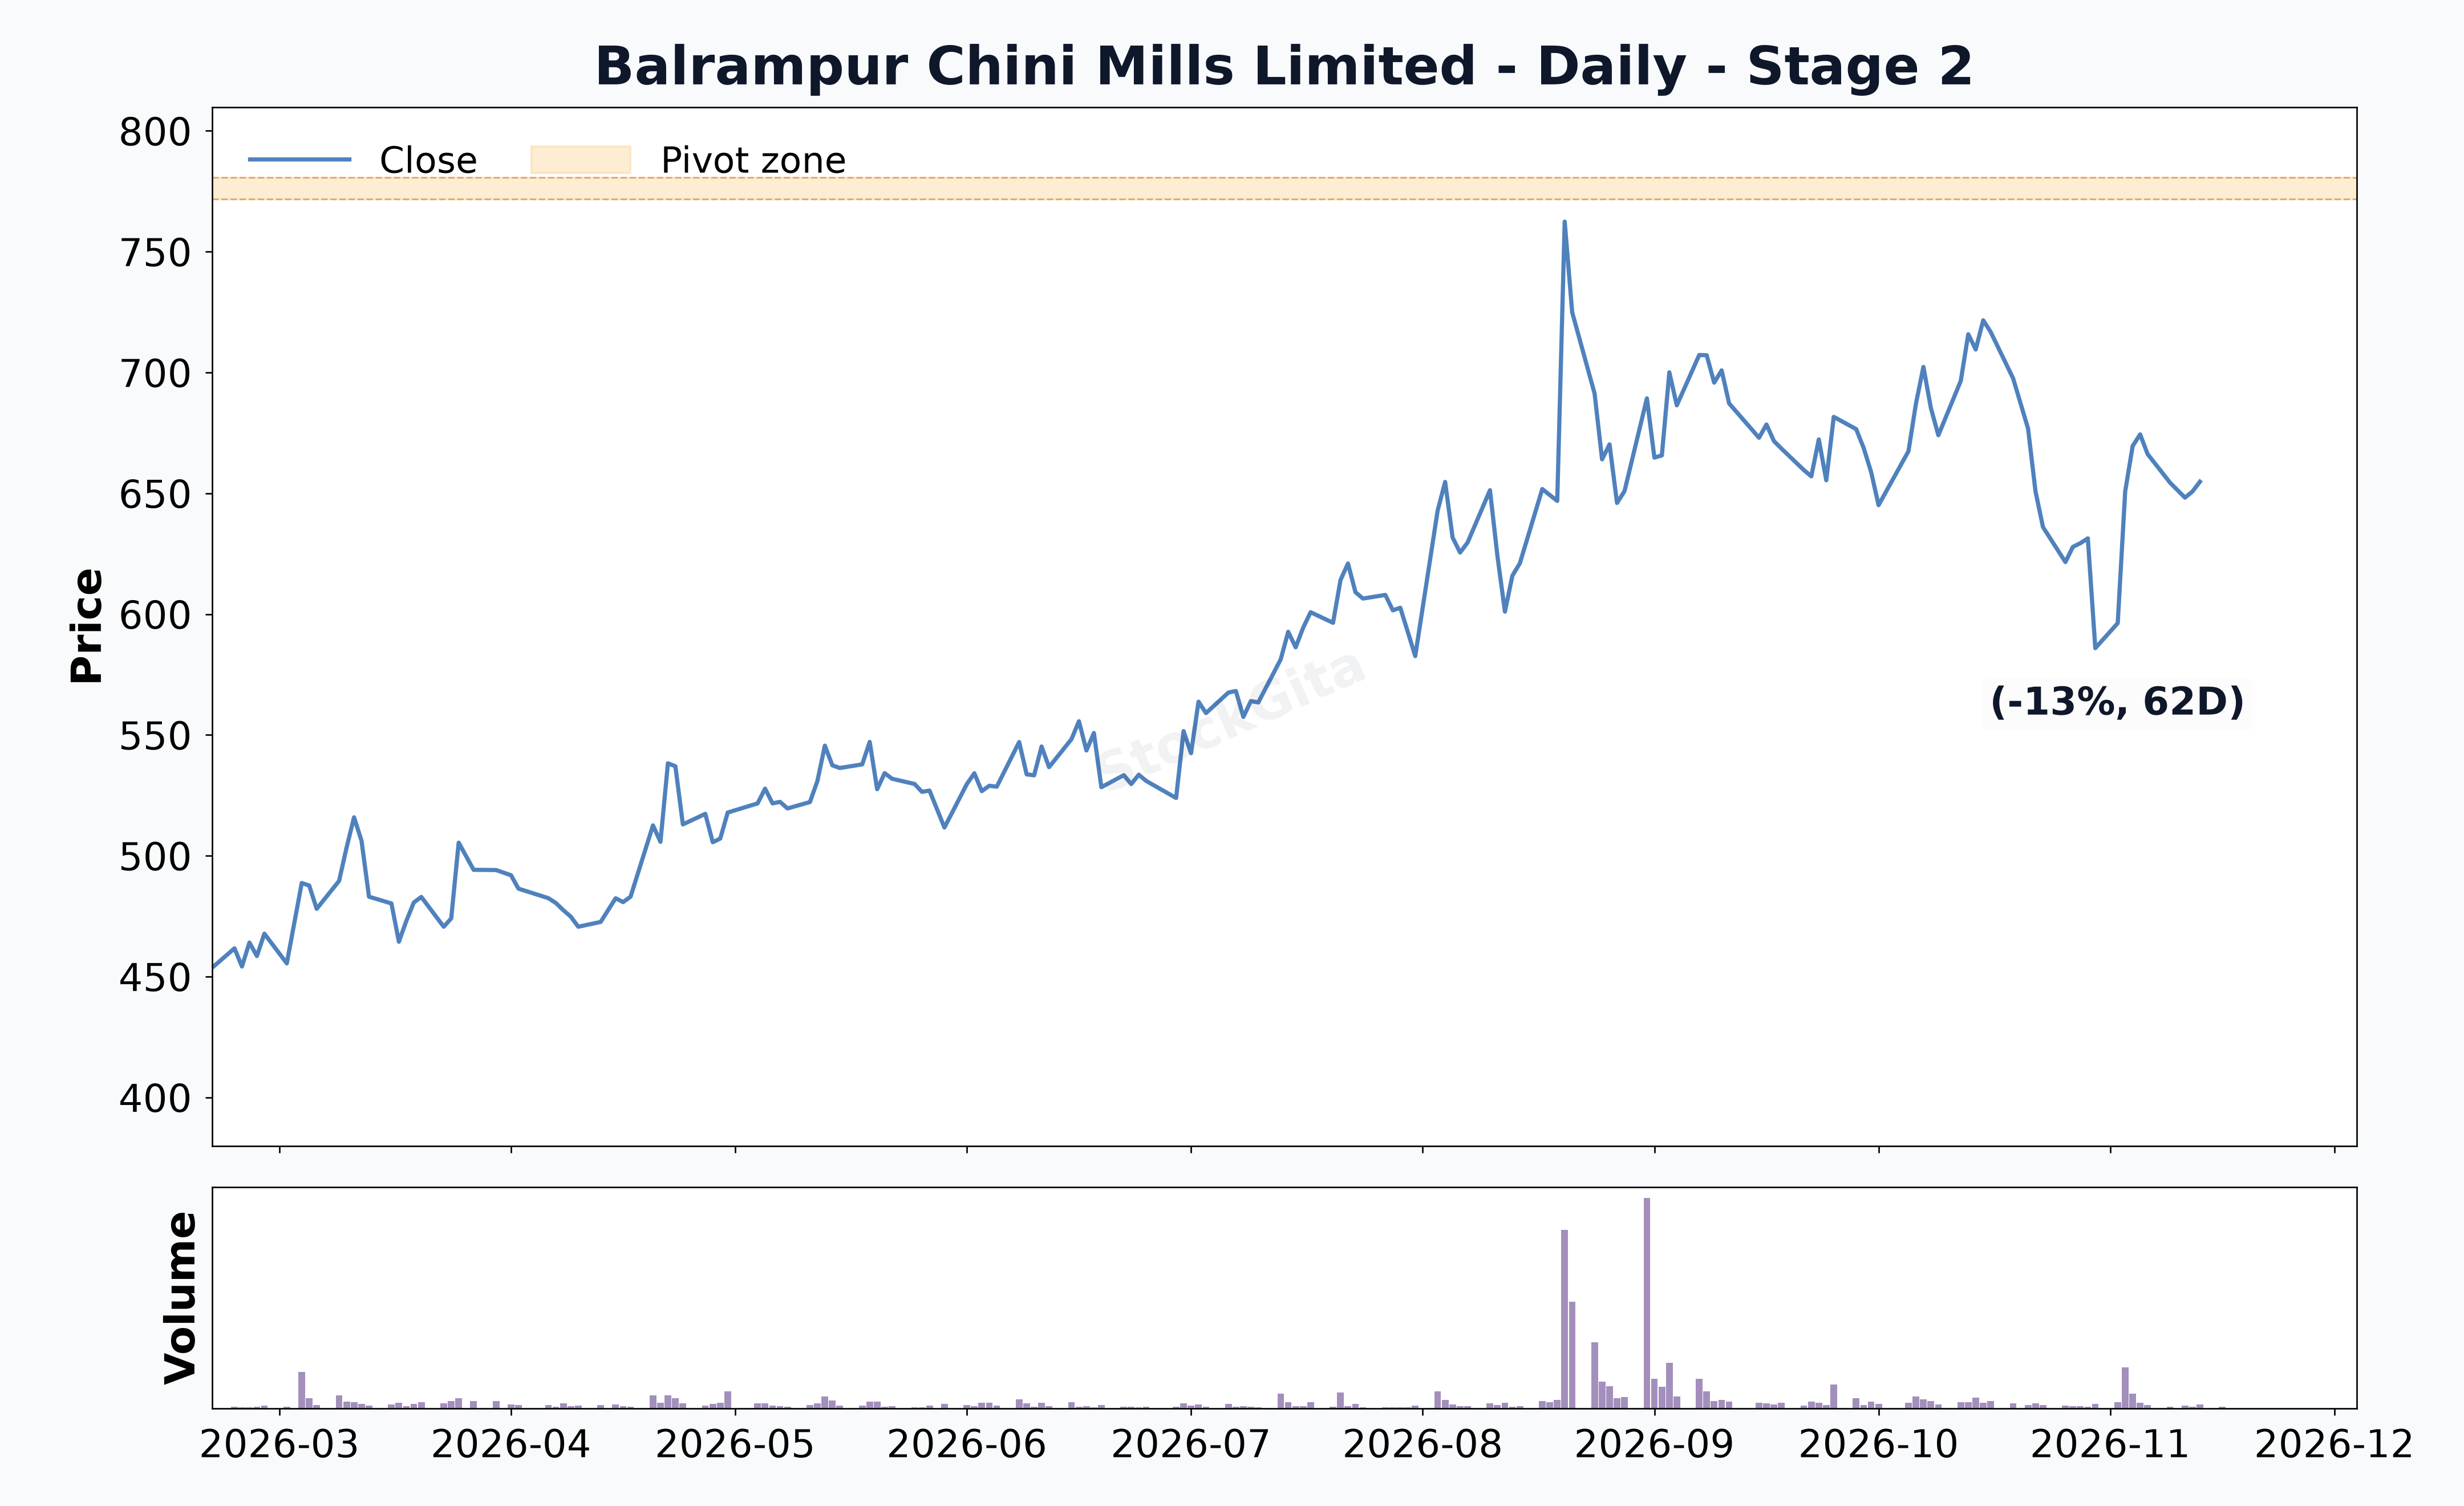 Balrampur Chini Mills Limited - Daily - Stage 2
Close
Pivot zone
800
750
700
650
600
550
500
450
400
Price
StockGita
(-13%, 62D)
Volume
2026-03
2026-04
2026-05
2026-06
2026-07
2026-08
2026-09
2026-10
2026-11
2026-12